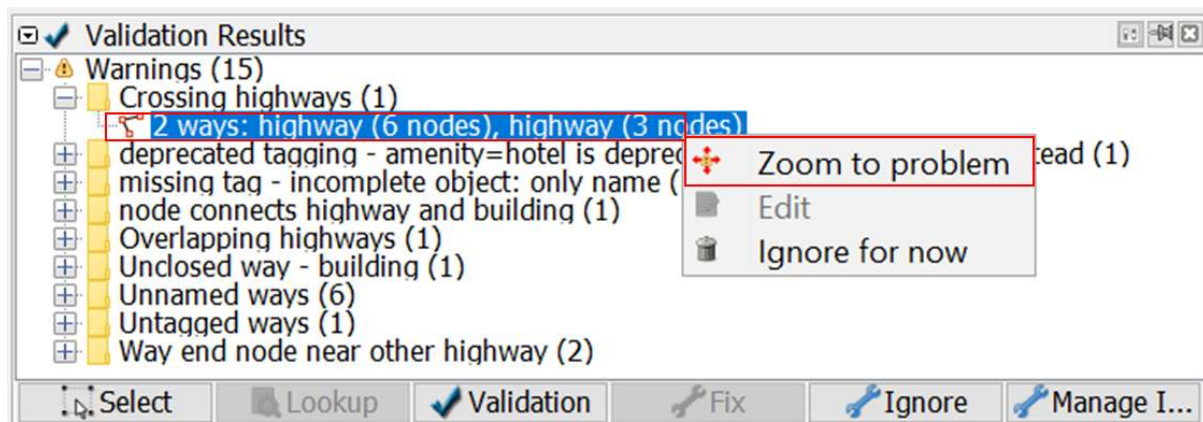 Validation Results
Warnings (15)
Crossing highways (1)
2 ways: highway (6 nodes), highway (3 nodes)
deprecated tagging - amenity=hotel is deprec tead (1)
missing tag - incomplete object: only name (
node connects highway and building (1)
Overlapping highways (1)
Unclosed way - building (1)
Unnamed ways (6)
Untagged ways (1)
Way end node near other highway (2)
Zoom to problem
Edit
Ignore for now
Select Lookup Validation Fix Ignore Manage I...